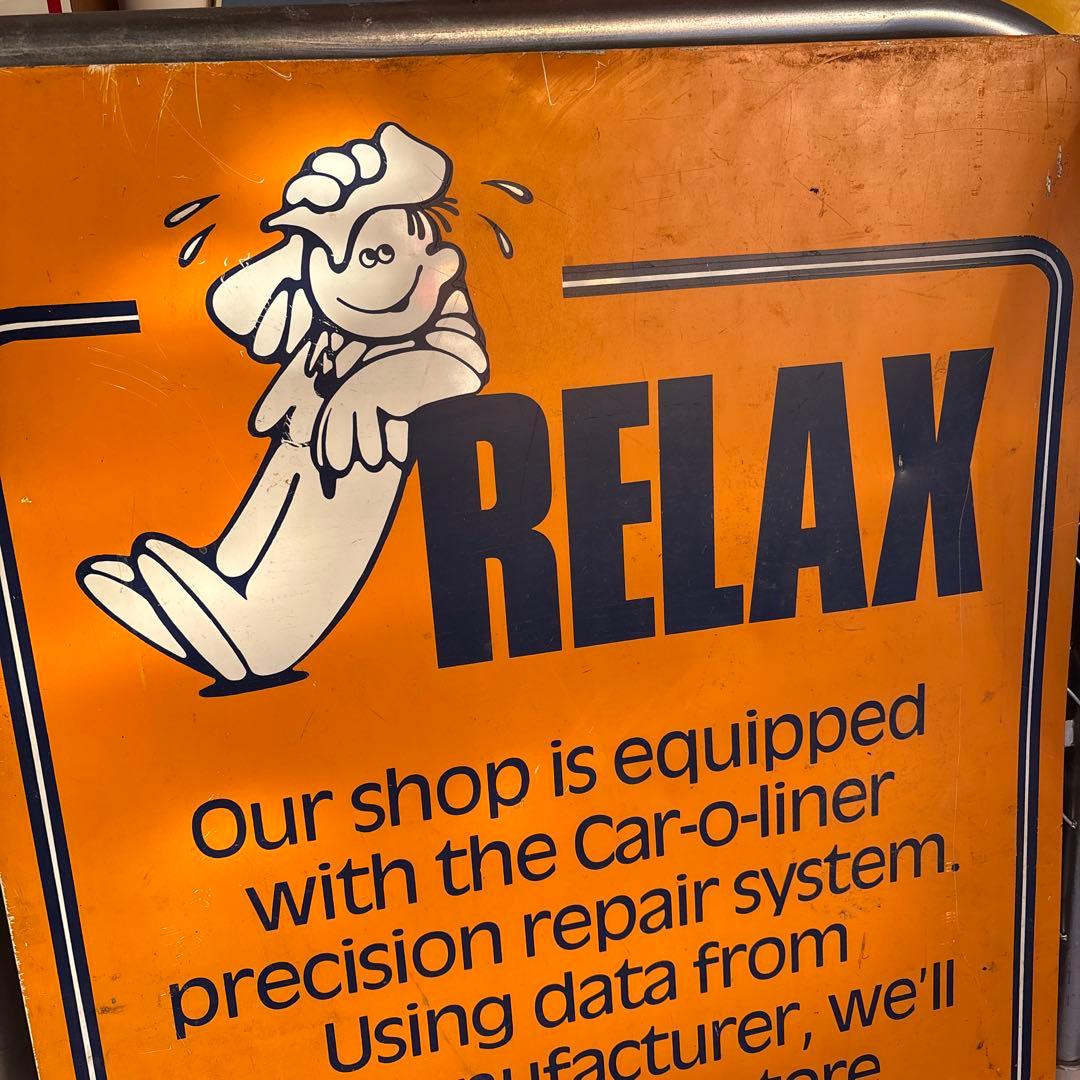 RELAX
Our shop is equipped
with the Car-o-liner
precision repair system.
Using data from
we'll